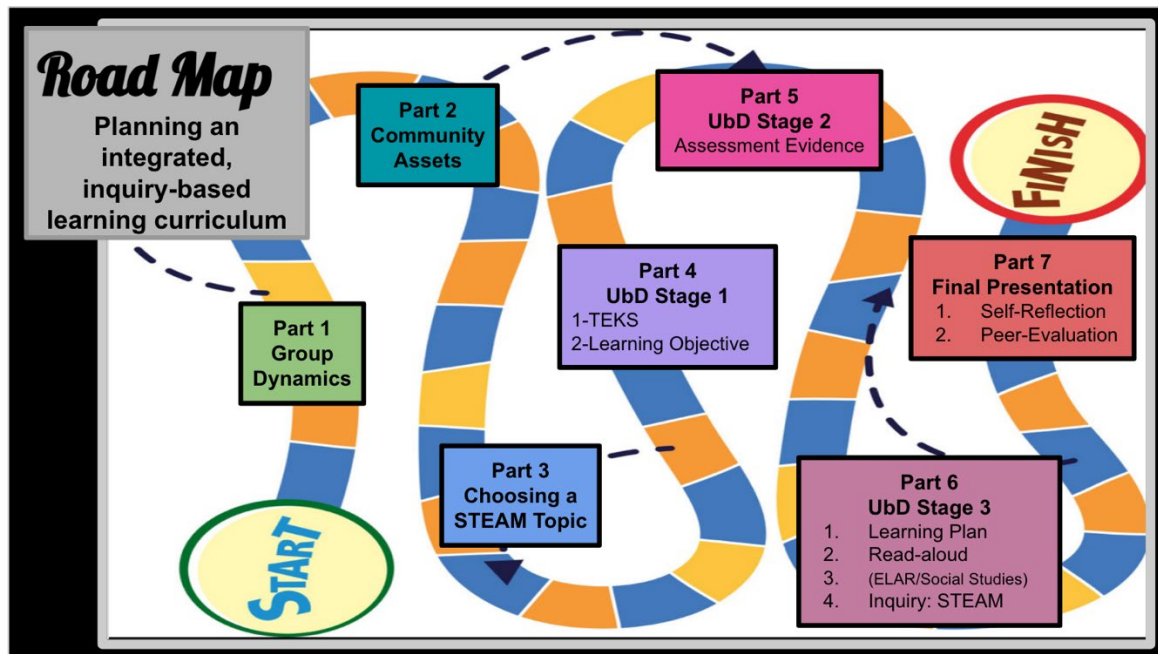 Road Map
Planning an
integrated,
inquiry-based
learning curriculum
START
Part 1
Group
Dynamics
Part 2
Community
Assets
Part 3
Choosing a
STEAM Topic
Part 4
UbD Stage 1
1-TEKS
2-Learning Objective
Part 5
UbD Stage 2
Assessment Evidence
Part 6
UbD Stage 3
1. Learning Plan
2. Read-aloud
3. (ELAR/Social Studies)
4. Inquiry: STEAM
Part 7
Final Presentation
1. Self-Reflection
2. Peer-Evaluation
FiNisH